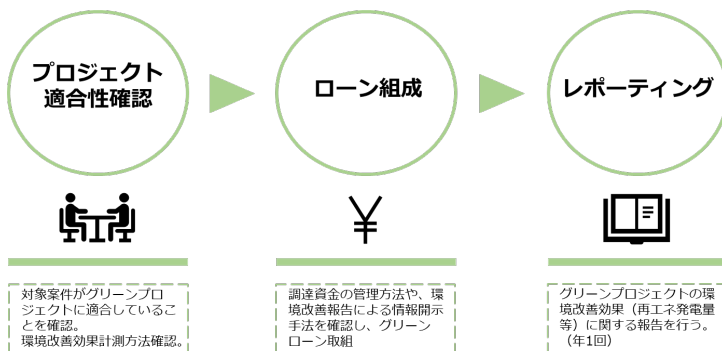 プロジェクト
適合性確認
ローン組成
レポーティング
¥
対象案件がグリーンプロ
ジェクトに適合しているこ
とを確認。
環境改善効果計測方法確認。
調達資金の管理方法や、環
境改善報告による情報開示
手法を確認し、グリーン
ローン取組
グリーンプロジェクトの環
境改善効果（再エネ発電量
等）に関する報告を行う。
（年1回）